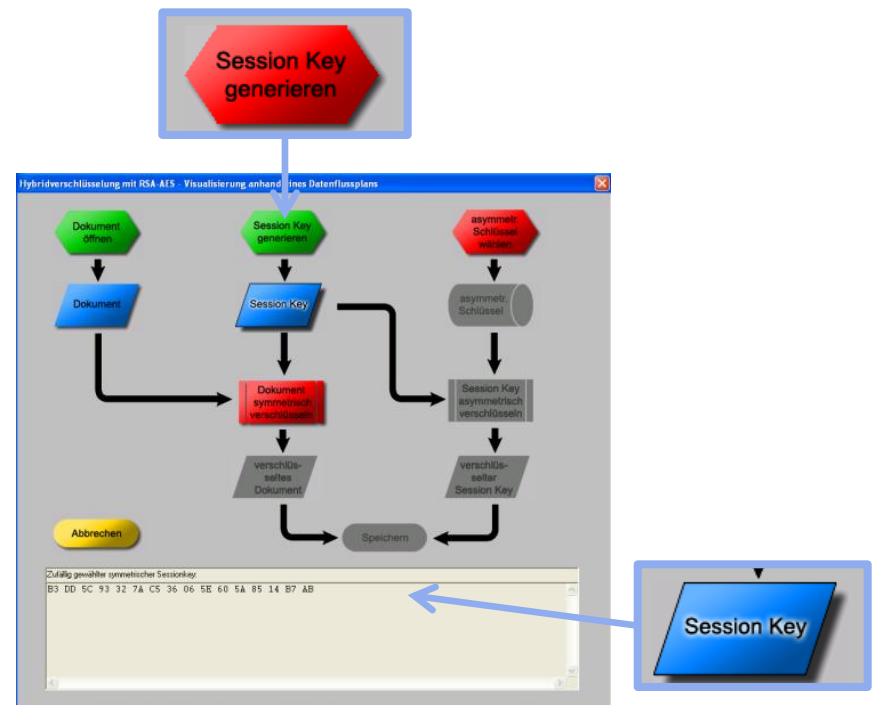 Session Key
generieren
Hybridverschlüsselung mit RSA-AES - Visualisierung anhand eines Datenflussplans
Dokument
öffnen
Session Key
generieren
asymmetr.
Schlüssel
wählen
Dokument
Session Key
asymmetr.
Schlüssel
Dokument
symmetrisch
verschlüsseln
Session Key
asymmetrisch
verschlüsseln
verschlüs-
seltes
Dokument
verschlüs-
selter
Session Key
Abbrechen
Speichern
Zufällig gewählter symmetrischer Sessionkey:
B3 DD 5C 93 32 7A C5 36 06 5E 60 5A 85 14 B7 AB
Session Key